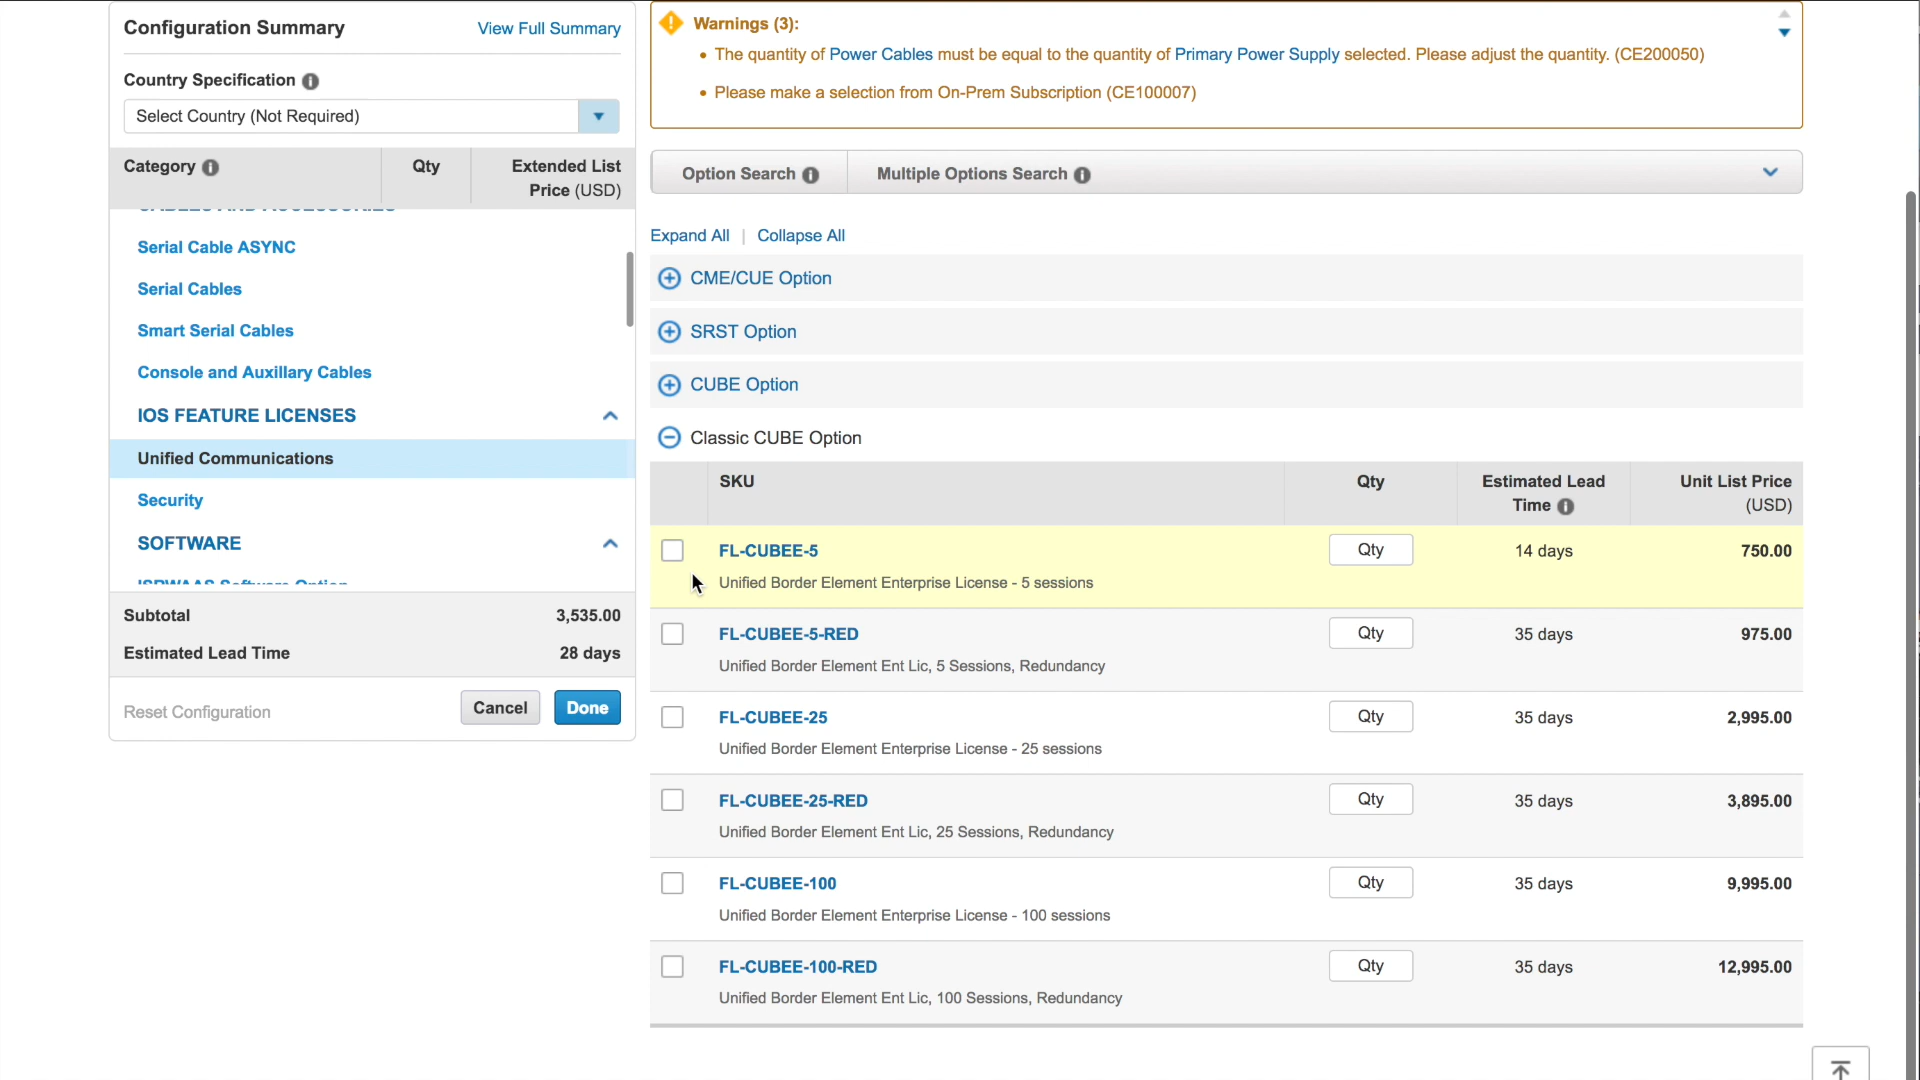 Configuration Summary
View Full Summary
Country Specification
Select Country (Not Required)
Category
Qty
Extended List
Price (USD)
CABLES AND ACCESSORIES
Serial Cable ASYNC
Serial Cables
Smart Serial Cables
Console and Auxillary Cables
IOS FEATURE LICENSES
Unified Communications
Security
SOFTWARE
ISRWAAS Software Option
Subtotal 3,535.00
Estimated Lead Time 28 days
Reset Configuration
Cancel
Done
Warnings (3):
• The quantity of Power Cables must be equal to the quantity of Primary Power Supply selected. Please adjust the quantity. (CE200050)
• Please make a selection from On-Prem Subscription (CE100007)
Option Search
Multiple Options Search
Expand All | Collapse All
CME/CUE Option
SRST Option
CUBE Option
Classic CUBE Option
SKU
Qty
Estimated Lead
Time
Unit List Price
(USD)
FL-CUBEE-5 Qty 14 days 750.00
Unified Border Element Enterprise License - 5 sessions
FL-CUBEE-5-RED Qty 35 days 975.00
Unified Border Element Ent Lic, 5 Sessions, Redundancy
FL-CUBEE-25 Qty 35 days 2,995.00
Unified Border Element Enterprise License - 25 sessions
FL-CUBEE-25-RED Qty 35 days 3,895.00
Unified Border Element Ent Lic, 25 Sessions, Redundancy
FL-CUBEE-100 Qty 35 days 9,995.00
Unified Border Element Enterprise License - 100 sessions
FL-CUBEE-100-RED Qty 35 days 12,995.00
Unified Border Element Ent Lic, 100 Sessions, Redundancy